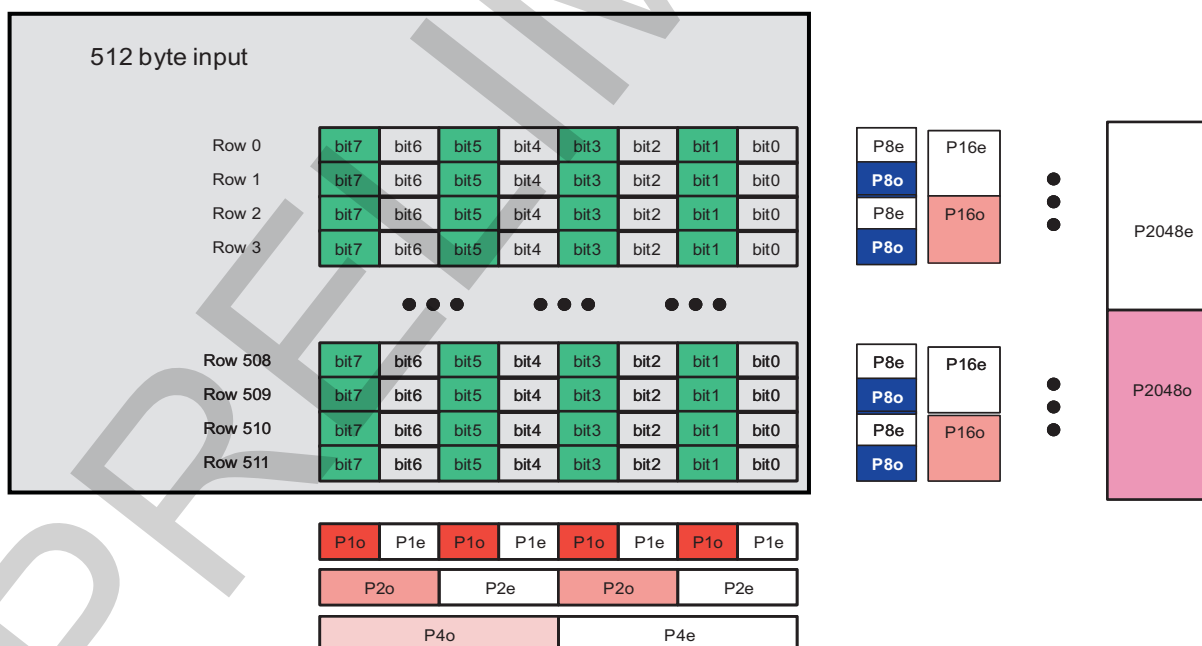 512 byte input
Row 0 bit7 bit6 bit5 bit4 bit3 bit2 bit1 bit0 P8e P16e
Row 1 bit7 bit6 bit5 bit4 bit3 bit2 bit1 bit0 P8o
Row 2 bit7 bit6 bit5 bit4 bit3 bit2 bit1 bit0 P8e P16o
P2048e
Row 3 bit7 bit6 bit5 bit4 bit3 bit2 bit1 bit0 P8o
Row 508 bit7 bit6 bit5 bit4 bit3 bit2 bit1 bit0 P8e P16e
Row 509 bit7 bit6 bit5 bit4 bit3 bit2 bit1 bit0 P8o
P2048o
Row 510 bit7 bit6 bit5 bit4 bit3 bit2 bit1 bit0 P8e P16o
Row 511 bit7 bit6 bit5 bit4 bit3 bit2 bit1 bit0 P8o
P1o P1e P1o P1e P1o P1e P1o P1e
P2o P2e P2o P2e
P4o P4e
PRELIM